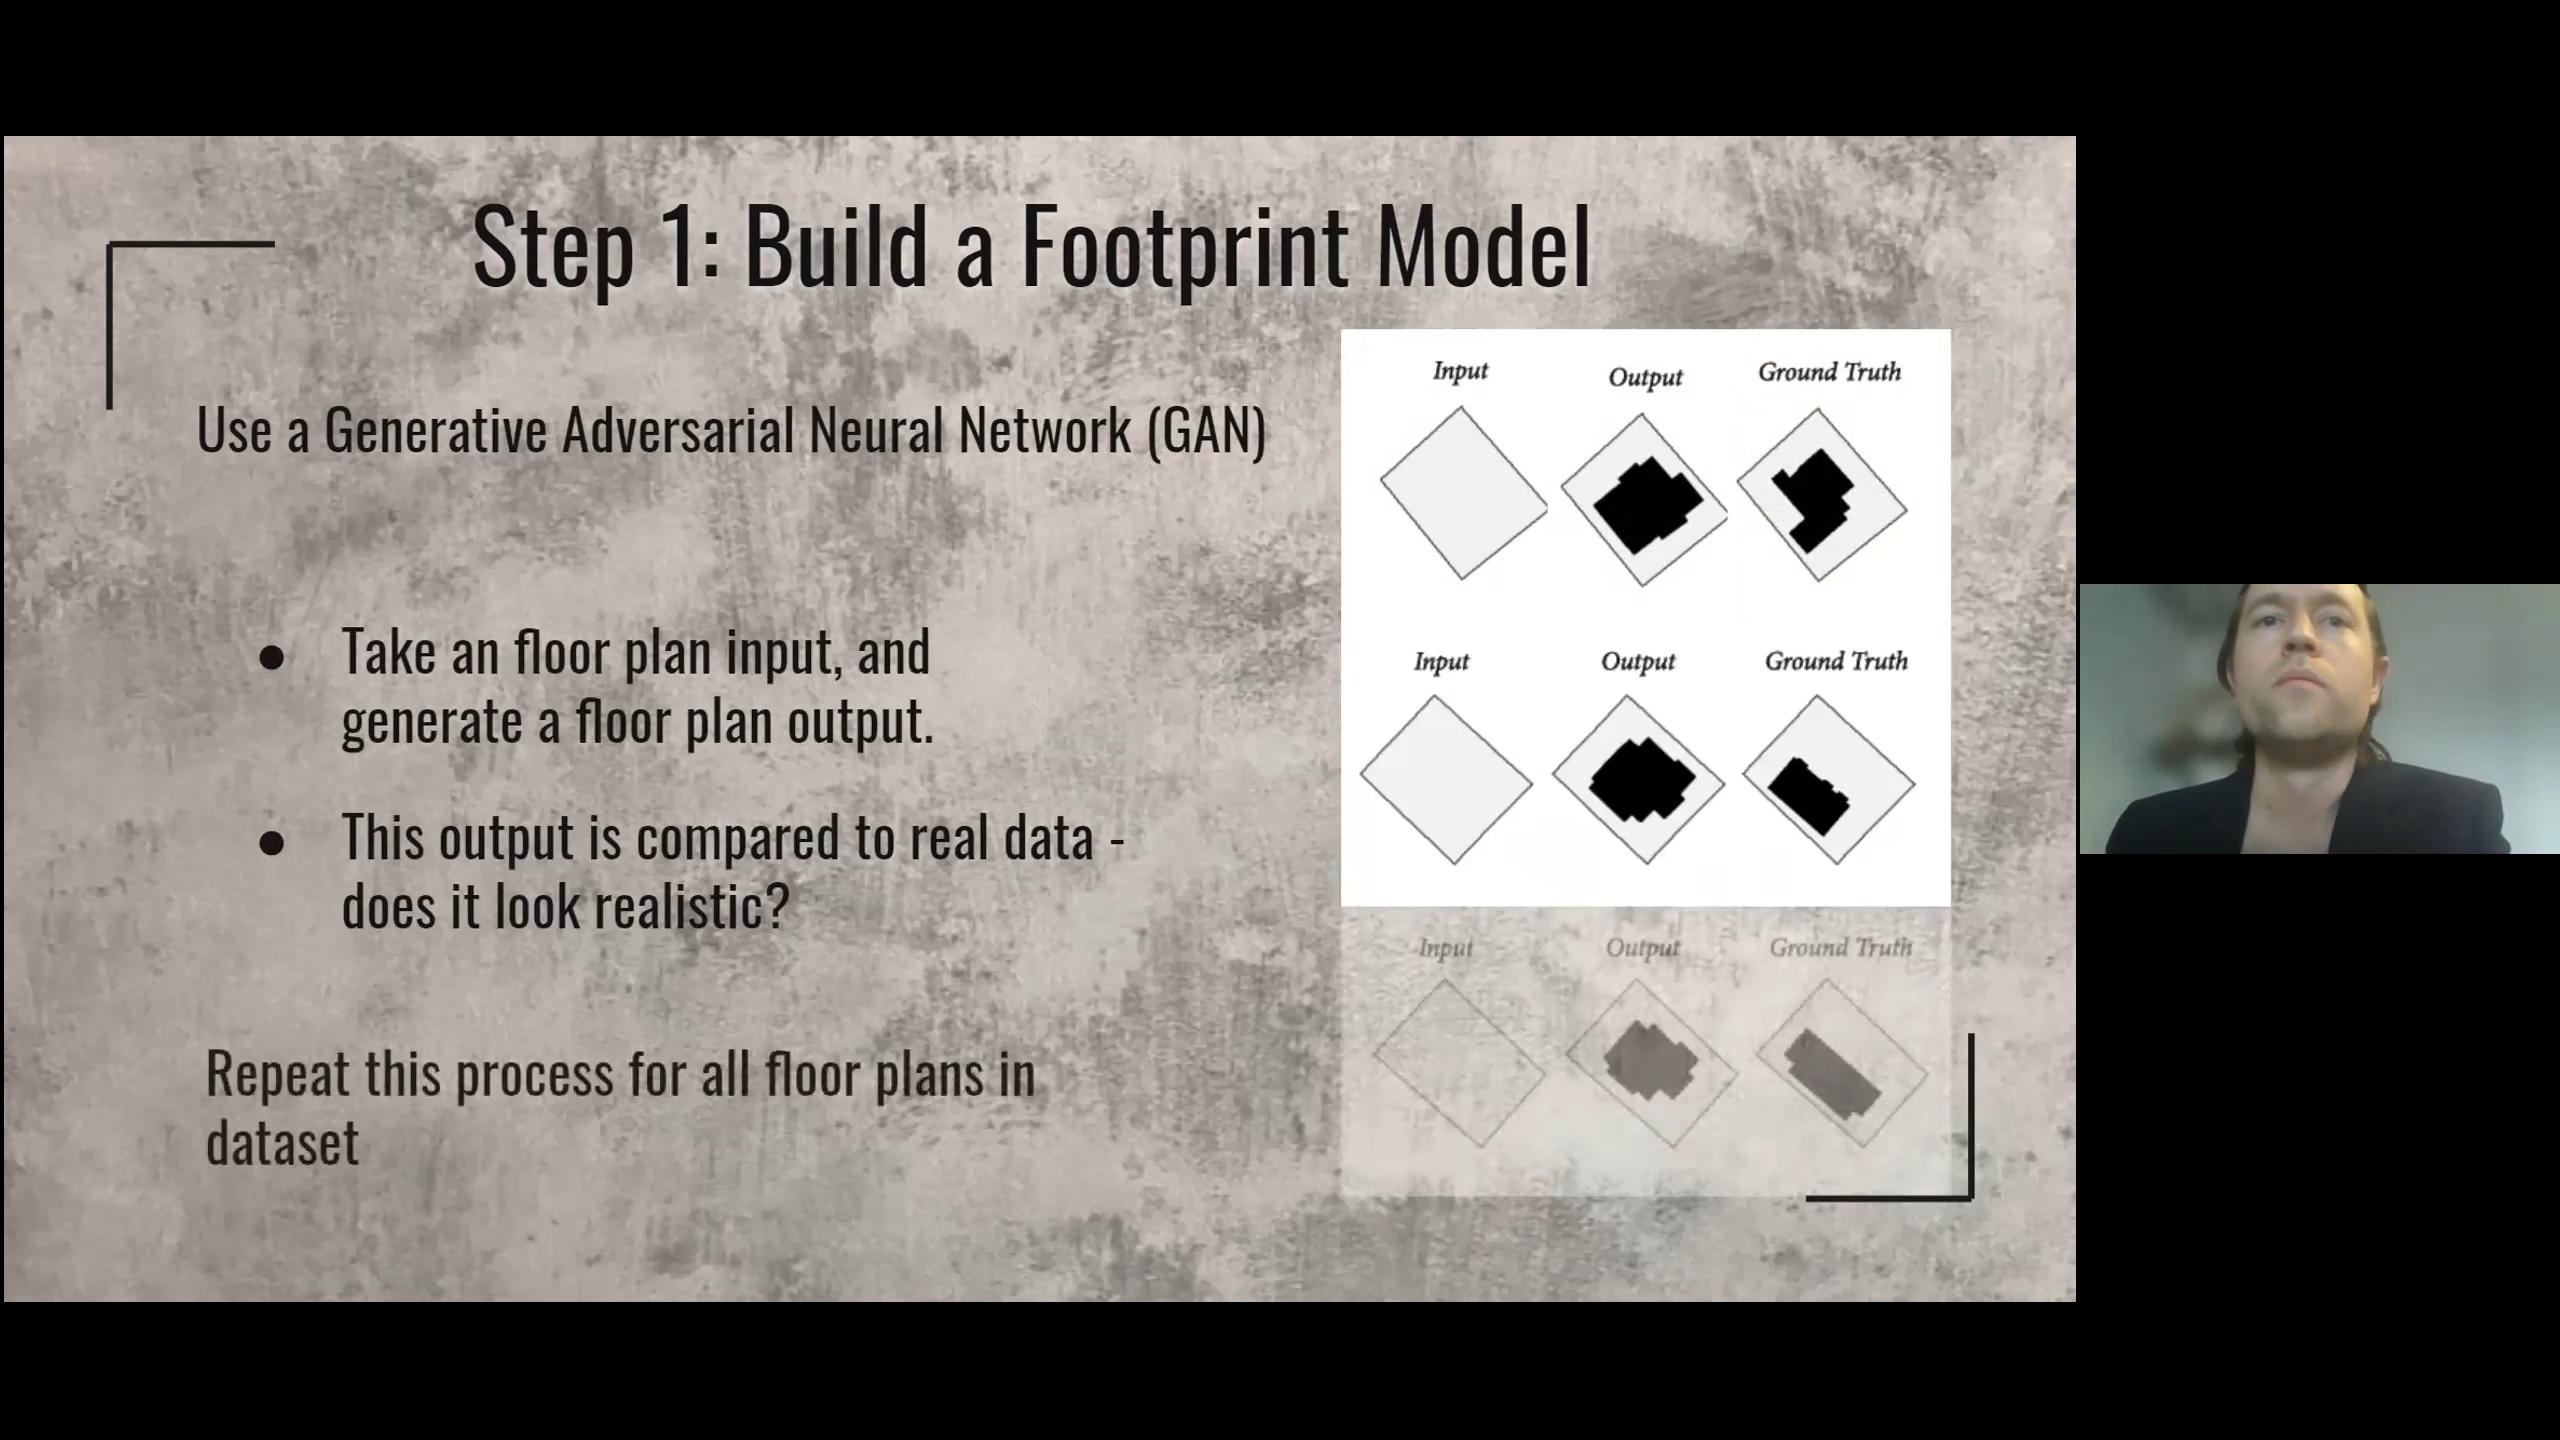 Step 1: Build a Footprint Model
Use a Generative Adversarial Neural Network (GAN)
Take an floor plan input, and
generate a floor plan output.
This output is compared to real data -
does it look realistic?
Repeat this process for all floor plans in
dataset
Input Output Ground Truth
Input Output Ground Truth
Input Output Ground Truth